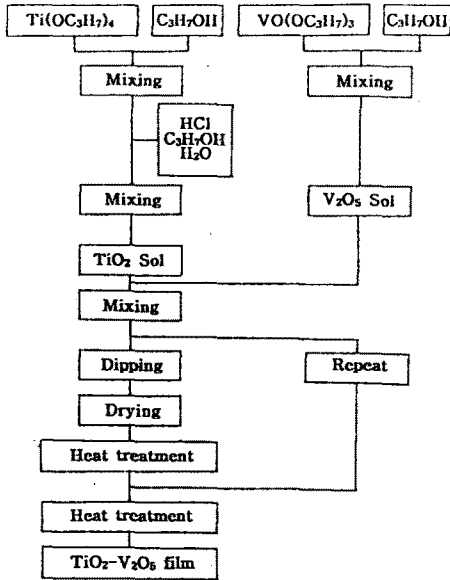 Ti(OC3H7)4
C3H7OH
VO(OC3H7)3
C3H7OH
Mixing
Mixing
HCl
C3H7OH
H2O
Mixing
V2O5 Sol
TiO2 Sol
Mixing
Dipping
Repeat
Drying
Heat treatment
Heat treatment
TiO2-V2O5 film